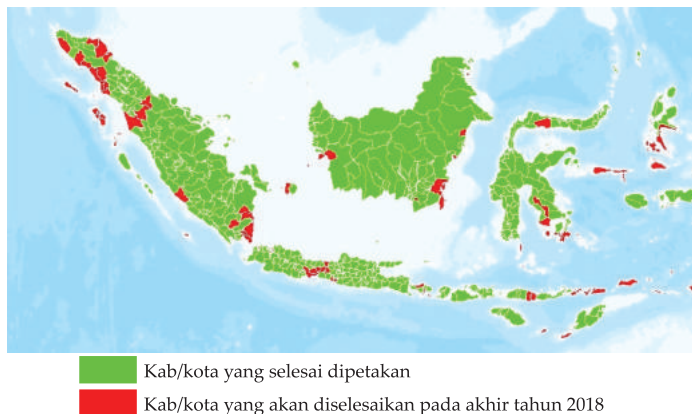 Kab/kota yang selesai dipetakan
Kab/kota yang akan diselesaikan pada akhir tahun 2018